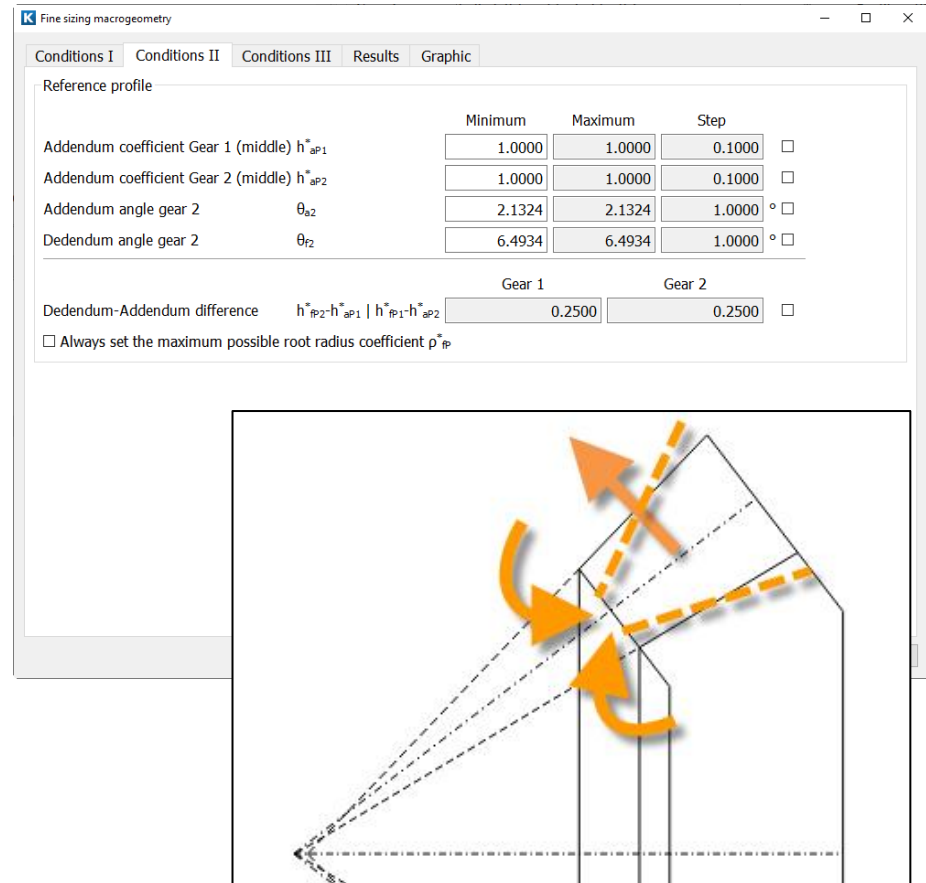 K Fine sizing macrogeometry
Conditions I Conditions II Conditions III Results Graphic
Reference profile
Minimum Maximum Step
Addendum coefficient Gear 1 (middle) h*aP1 1.0000 1.0000 0.1000
Addendum coefficient Gear 2 (middle) h*aP2 1.0000 1.0000 0.1000
Addendum angle gear 2 θa2 2.1324 2.1324 1.0000 °
Dedendum angle gear 2 θf2 6.4934 6.4934 1.0000 °
Gear 1 Gear 2
Dedendum-Addendum difference h*fP2-h*aP1 | h*fP1-h*aP2 0.2500 0.2500
Always set the maximum possible root radius coefficient ρ*fP